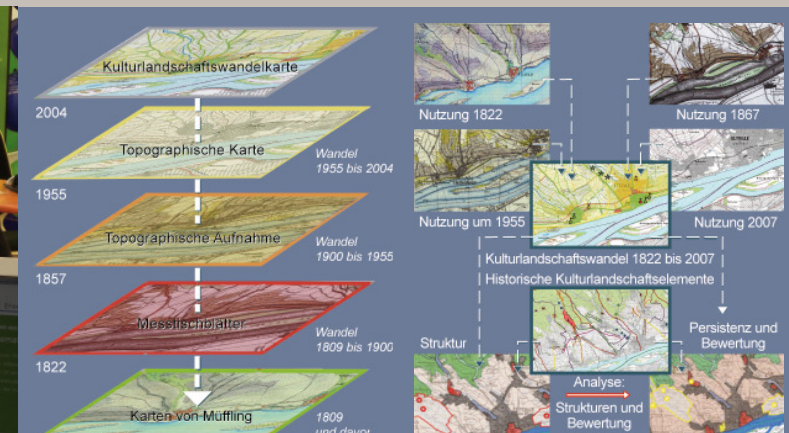 Kulturlandschaftswandelkarte
2004
Topographische Karte
Wandel
1955 bis 2004
1955
Topographische Aufnahme
Wandel
1900 bis 1955
1857
Messtischblätter
Wandel
1809 bis 1900
1822
Karten von Müffling
1809
und davor
Nutzung 1822
Nutzung 1867
Nutzung um 1955
Nutzung 2007
Kulturlandschaftswandel 1822 bis 2007
Historische Kulturlandschaftselemente
Struktur
Persistenz und
Bewertung
Analyse:
Strukturen und
Bewertung